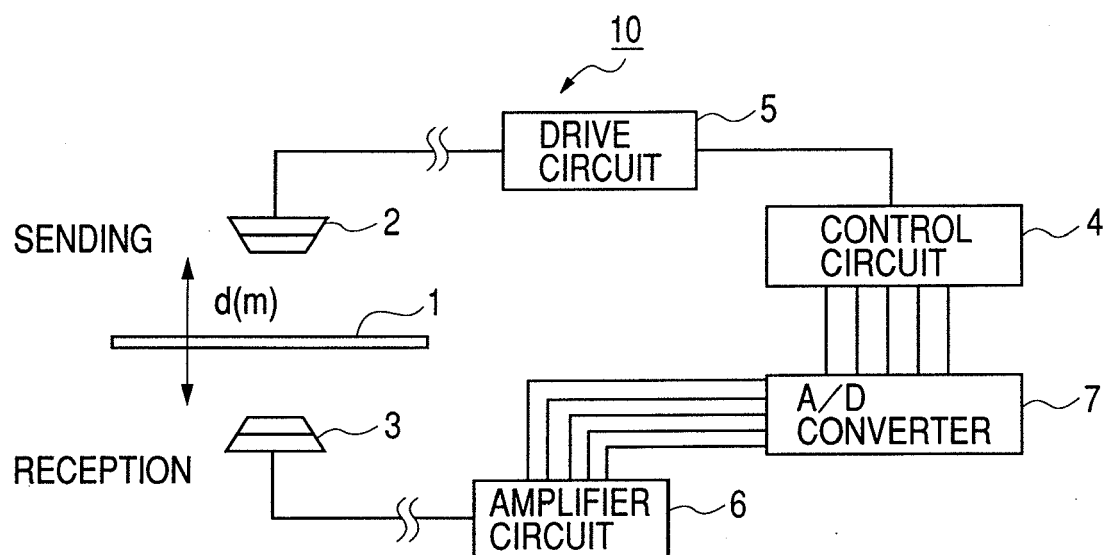 10
DRIVE
CIRCUIT
5
2
SENDING
CONTROL
CIRCUIT
4
d(m)
1
A/D
CONVERTER
7
3
RECEPTION
AMPLIFIER
CIRCUIT
6